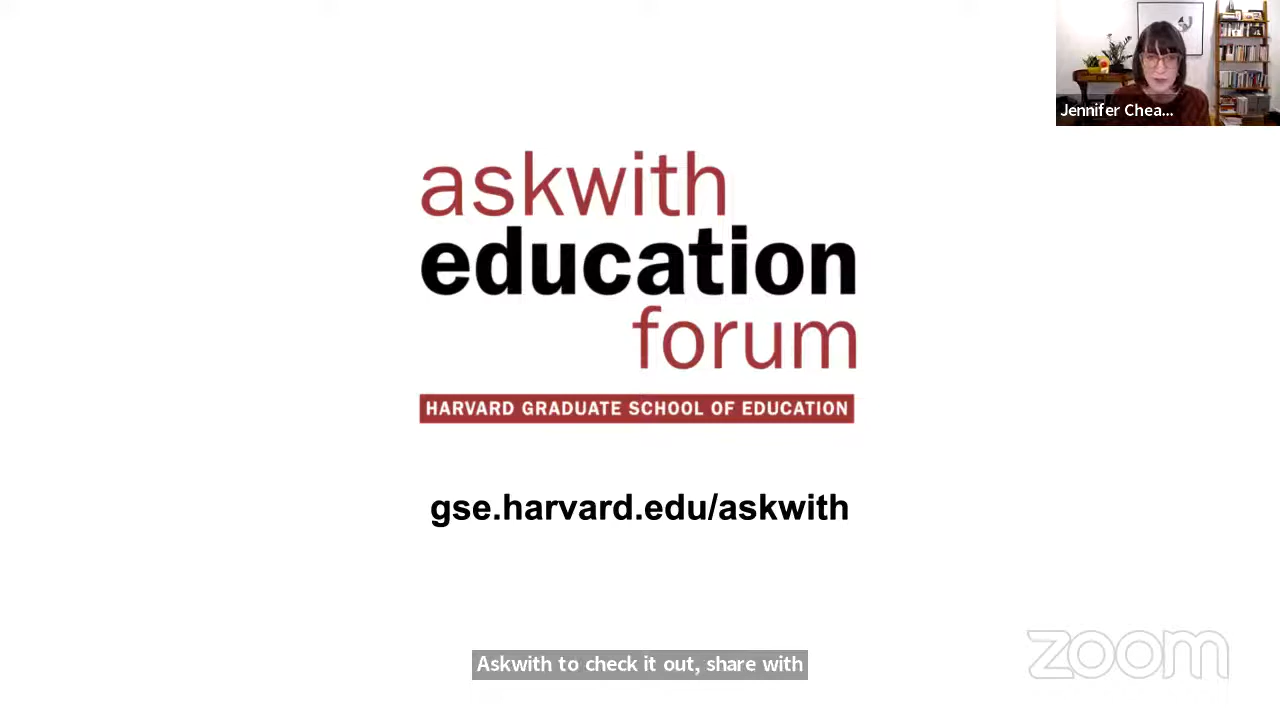 Jennifer Chea...
askwith
education
forum
HARVARD GRADUATE SCHOOL OF EDUCATION
gse.harvard.edu/askwith
Askwith to check it out, share with
zoom